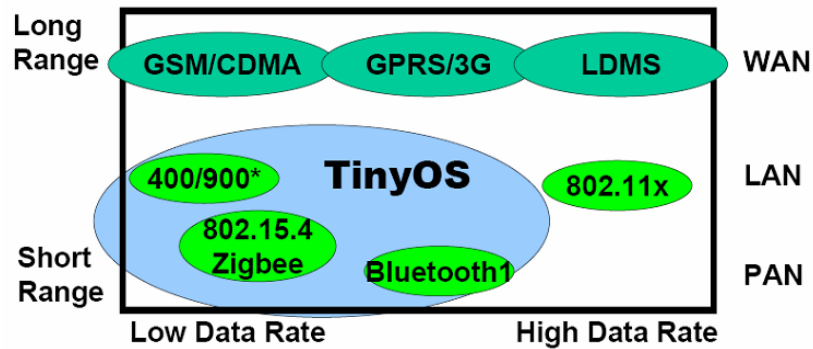 Long
Range
GSM/CDMA
GPRS/3G
LDMS
WAN
400/900*
TinyOS
802.11x
LAN
802.15.4
Zigbee
Bluetooth1
Short
Range
PAN
Low Data Rate
High Data Rate